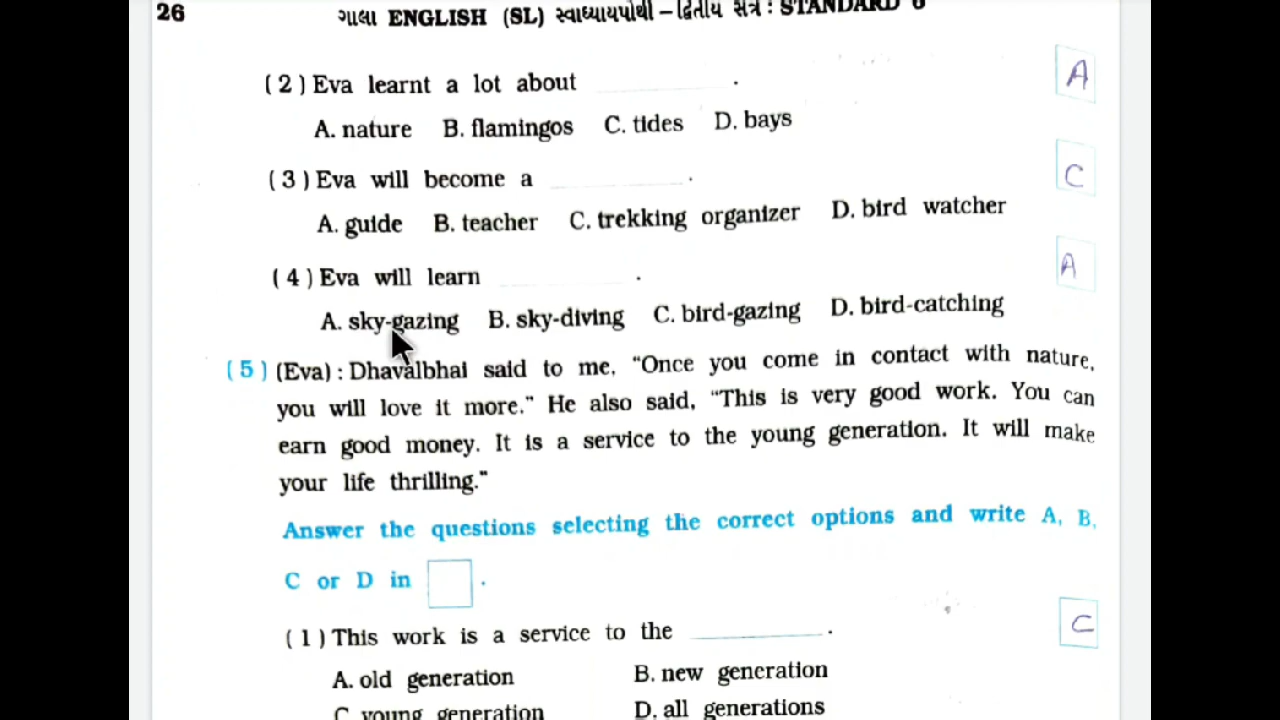 26 ગાલા ENGLISH (SL) સ્વાધ્યાયપોથી – દ્વિતીય સત્ર : STANDARD 6
( 2 ) Eva learnt a lot about ____________ . A
A. nature B. flamingos C. tides D. bays
( 3 ) Eva will become a ____________ . C
A. guide B. teacher C. trekking organizer D. bird watcher
( 4 ) Eva will learn ____________ . A
A. sky-gazing B. sky-diving C. bird-gazing D. bird-catching
( 5 ) (Eva) : Dhavalbhai said to me, “Once you come in contact with nature,
you will love it more.” He also said, “This is very good work. You can
earn good money. It is a service to the young generation. It will make
your life thrilling.”
Answer the questions selecting the correct options and write A, B,
C or D in .
( 1 ) This work is a service to the ____________ . C
A. old generation B. new generation
C. young generation D. all generations